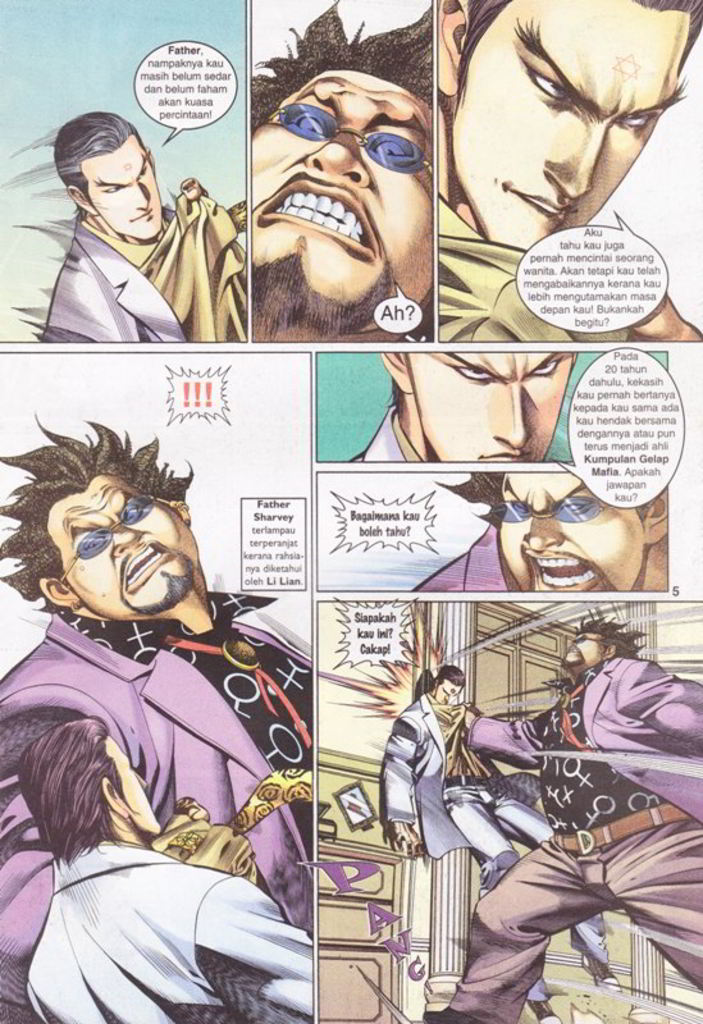 Father,
nampaknya kau
masih belum sedar
dan belum faham
akan kuasa
percintaan!
Ah?
Aku
tahu kau juga
pernah mencintai seorang
wanita. Akan tetapi kau telah
mengabaikannya kerana kau
lebih mengutamakan masa
depan kau! Bukankah
begitu?
!!!
Father
Sharvey
terlampau
terperanjat
kerana rahsia-
nya diketahui
oleh Li Lian.
Pada
20 tahun
dahulu, kekasih
kau pernah bertanya
kepada kau sama ada
kau hendak bersama
dengannya atau pun
terus menjadi ahli
Kumpulan Gelap
Mafia. Apakah
jawapan
kau?
Bagaimana kau
boleh tahu?
5
Siapakah
kau ini?
Cakap!
PANG